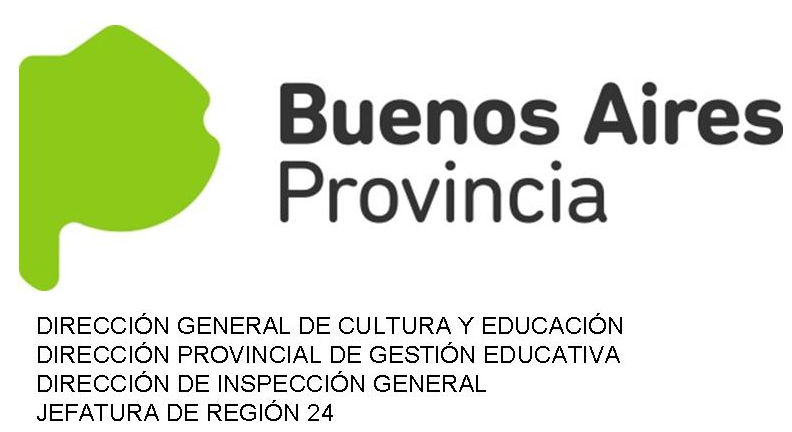 Buenos Aires
Provincia
DIRECCIÓN GENERAL DE CULTURA Y EDUCACIÓN
DIRECCIÓN PROVINCIAL DE GESTIÓN EDUCATIVA
DIRECCIÓN DE INSPECCIÓN GENERAL
JEFATURA DE REGIÓN 24